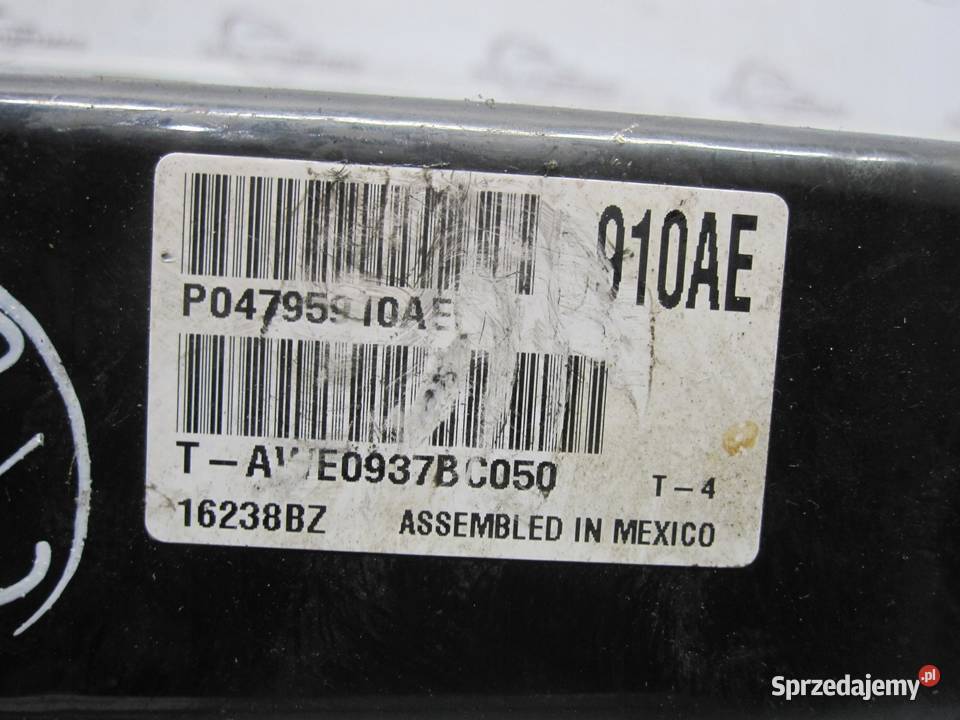 910AE
P04795910AE
T-AWE0937BC050
T-4
16238BZ
ASSEMBLED IN MEXICO
Sprzedajemy.pl